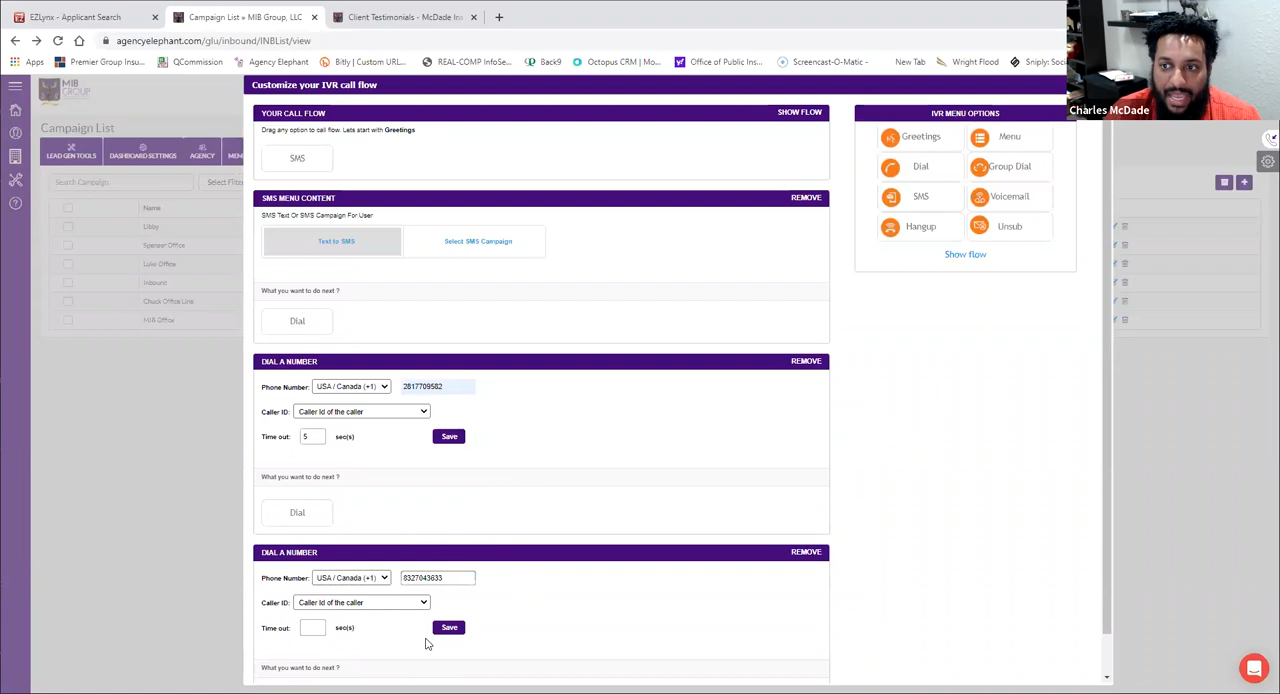 EZLynx - Applicant Search
Campaign List » MIB Group, LLC
Client Testimonials - McDade Ins
agencyelephant.com/glu/inbound/INBList/view
Apps
Premier Group Insu...
QCommission
Agency Elephant
Bitly | Custom URL...
REAL-COMP InfoSe...
Back9
Octopus CRM | Mo...
Office of Public Ins...
Screencast-O-Matic -
New Tab
Wright Flood
Sniply: Soci
Charles McDade
MIB
GROUP
Campaign List
LEAD GEN TOOLS
DASHBOARD SETTINGS
AGENCY
Search Campaign
Select Filter
Name
Libby
Spenser Office
Luke Office
Inbound
Chuck Office Line
MIB Office
Customize your IVR call flow
YOUR CALL FLOW
SHOW FLOW
Drag any option to call flow. Lets start with Greetings
SMS
SMS MENU CONTENT
REMOVE
SMS Text Or SMS Campaign For User
Text to SMS
Select SMS Campaign
What you want to do next ?
Dial
DIAL A NUMBER
REMOVE
Phone Number:
USA / Canada (+1)
2817709582
Caller ID:
Caller Id of the caller
Time out:
5
sec(s)
Save
What you want to do next ?
Dial
DIAL A NUMBER
REMOVE
Phone Number:
USA / Canada (+1)
8327043633
Caller ID:
Caller Id of the caller
Time out:
sec(s)
Save
What you want to do next ?
IVR MENU OPTIONS
Greetings
Menu
Dial
Group Dial
SMS
Voicemail
Hangup
Unsub
Show flow